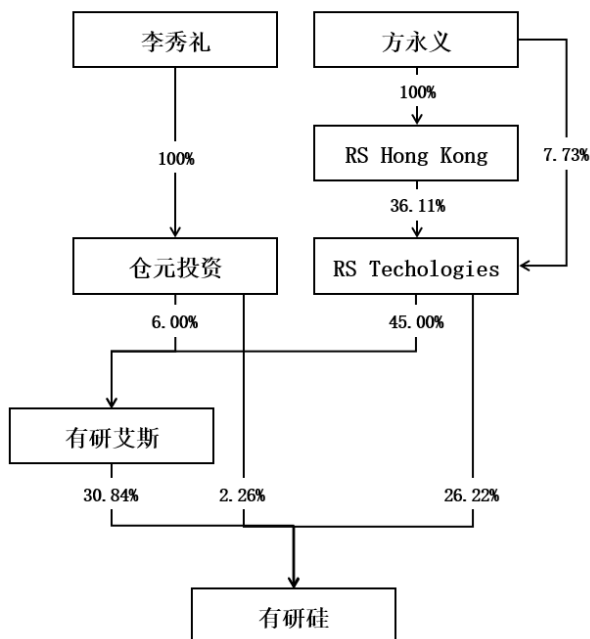 李秀礼
方永义
100%
RS Hong Kong
7.73%
100%
36.11%
仓元投资
RS Techologies
6.00%
45.00%
有研艾斯
30.84%
2.26%
26.22%
有研硅